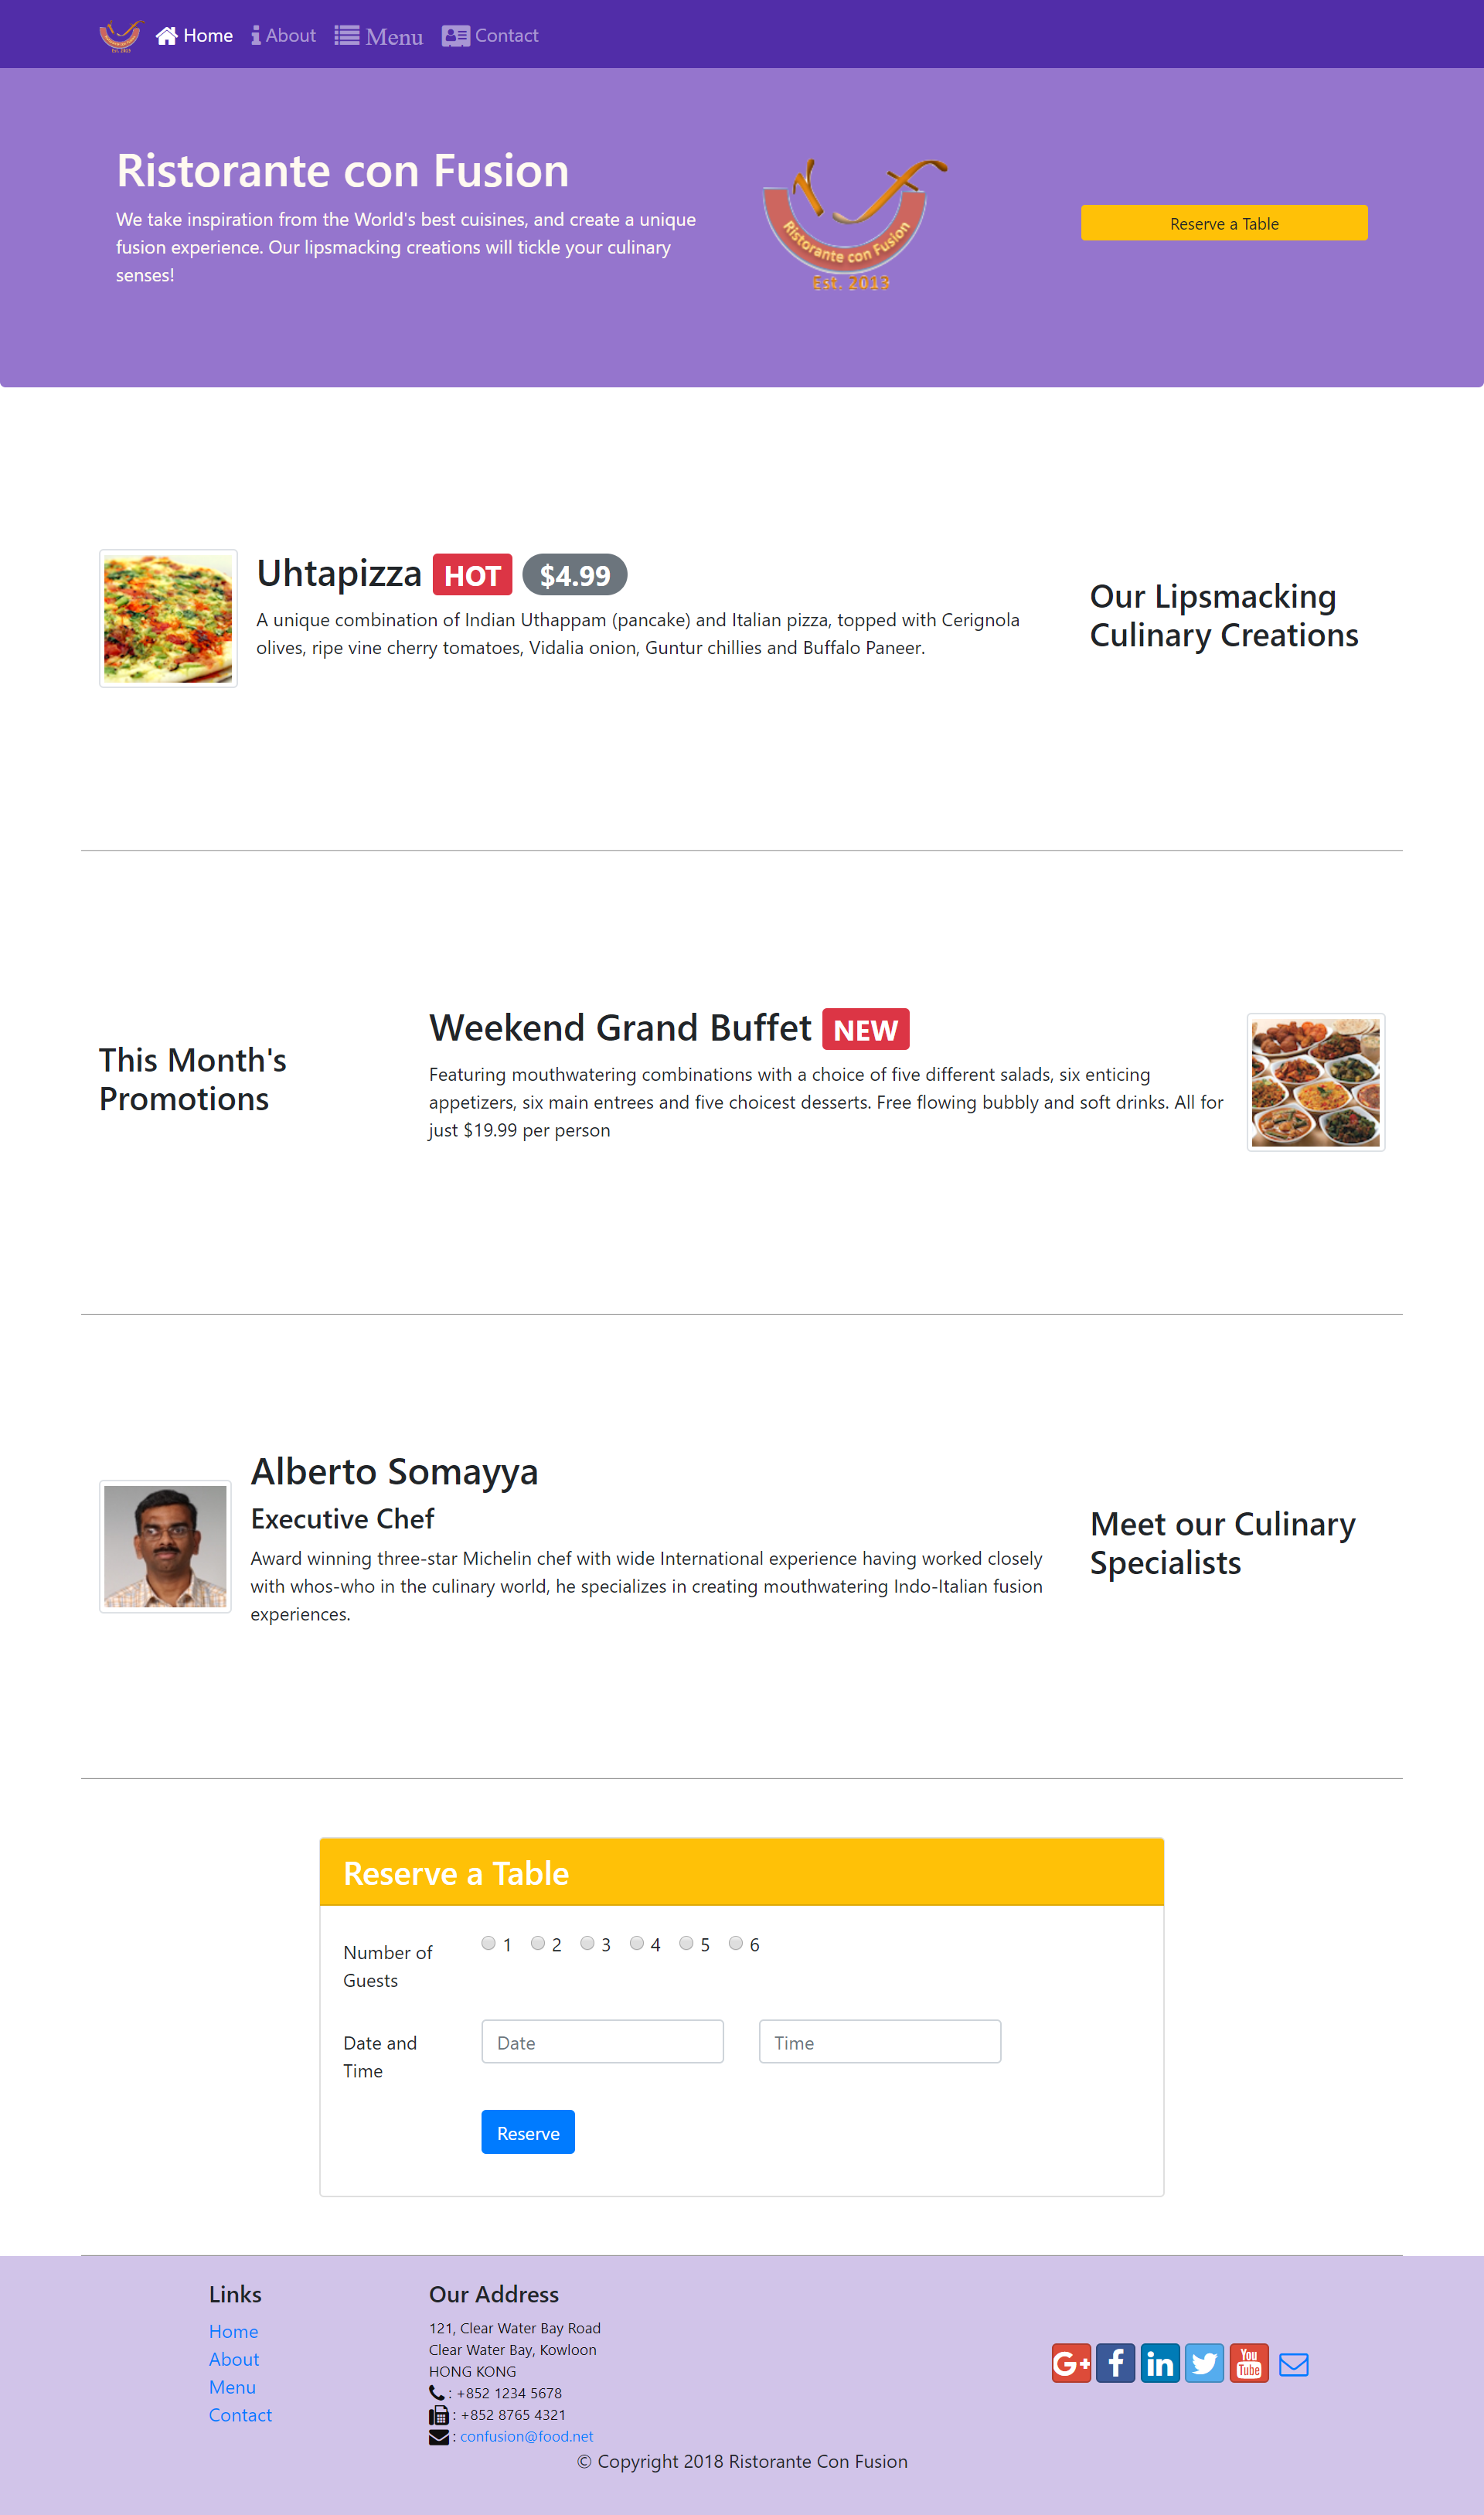 Est. 2013
Home
About
Menu
Contact
Ristorante con Fusion
We take inspiration from the World's best cuisines, and create a unique
fusion experience. Our lipsmacking creations will tickle your culinary
senses!
Ristorante con Fusion
Est. 2013
Reserve a Table
Uhtapizza HOT $4.99
A unique combination of Indian Uthappam (pancake) and Italian pizza, topped with Cerignola
olives, ripe vine cherry tomatoes, Vidalia onion, Guntur chillies and Buffalo Paneer.
Our Lipsmacking
Culinary Creations
This Month's
Promotions
Weekend Grand Buffet NEW
Featuring mouthwatering combinations with a choice of five different salads, six enticing
appetizers, six main entrees and five choicest desserts. Free flowing bubbly and soft drinks. All for
just $19.99 per person
Alberto Somayya
Executive Chef
Award winning three-star Michelin chef with wide International experience having worked closely
with whos-who in the culinary world, he specializes in creating mouthwatering Indo-Italian fusion
experiences.
Meet our Culinary
Specialists
Reserve a Table
Number of
Guests
1 2 3 4 5 6
Date and
Time
Date
Time
Reserve
Links
Home
About
Menu
Contact
Our Address
121, Clear Water Bay Road
Clear Water Bay, Kowloon
HONG KONG
: +852 1234 5678
: +852 8765 4321
: confusion@food.net
G+ f in You Tube
© Copyright 2018 Ristorante Con Fusion